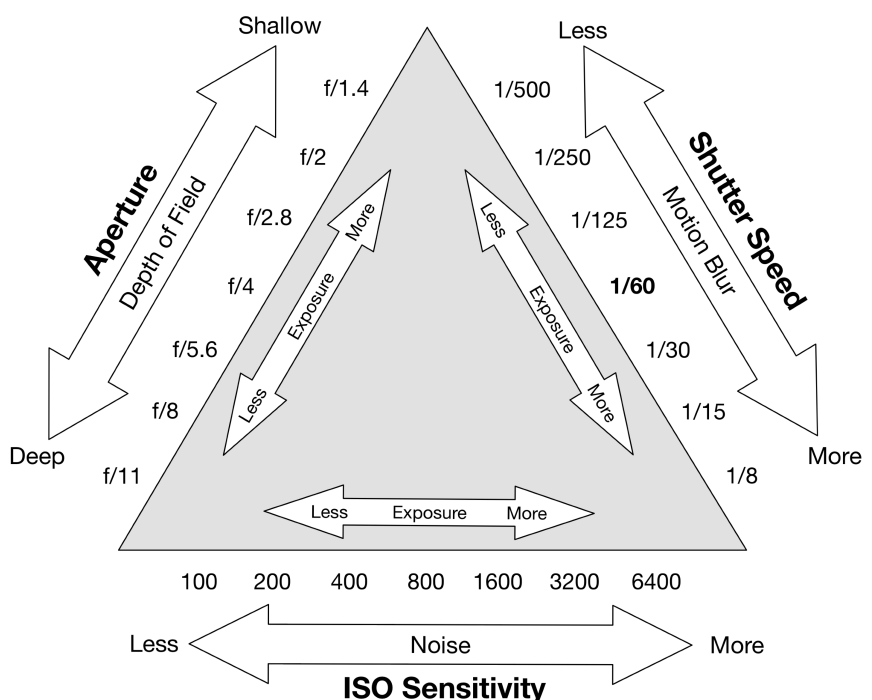 Shallow
Less
f/1.4
1/500
f/2
1/250
Aperture
Depth of Field
f/2.8
More
Less
1/125
Motion Blur
Shutter Speed
f/4
Exposure
Exposure
1/60
f/5.6
1/30
f/8
Less
More
1/15
Deep
More
f/11
1/8
Less Exposure More
100 200 400 800 1600 3200 6400
Less Noise More
ISO Sensitivity